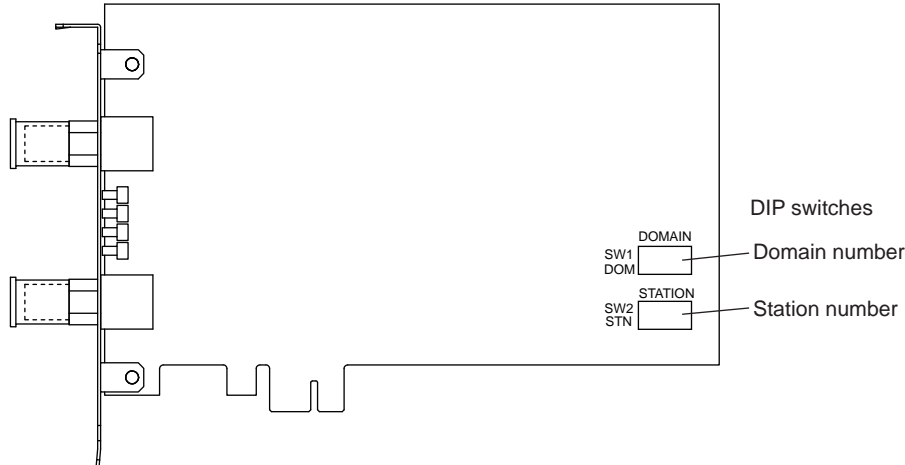 DIP switches
DOMAIN
SW1
DOM
Domain number
STATION
SW2
STN
Station number